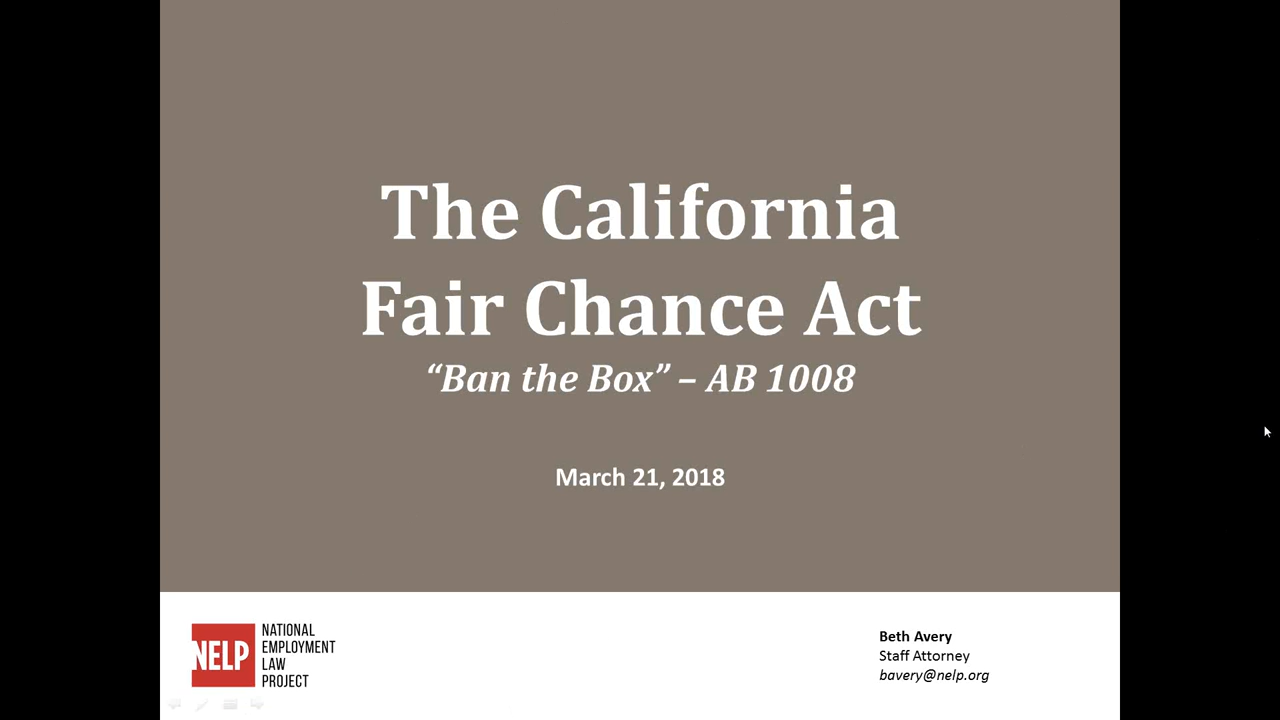 The California
Fair Chance Act
“Ban the Box” – AB 1008
March 21, 2018
NELP
NATIONAL
EMPLOYMENT
LAW
PROJECT
Beth Avery
Staff Attorney
bavery@nelp.org